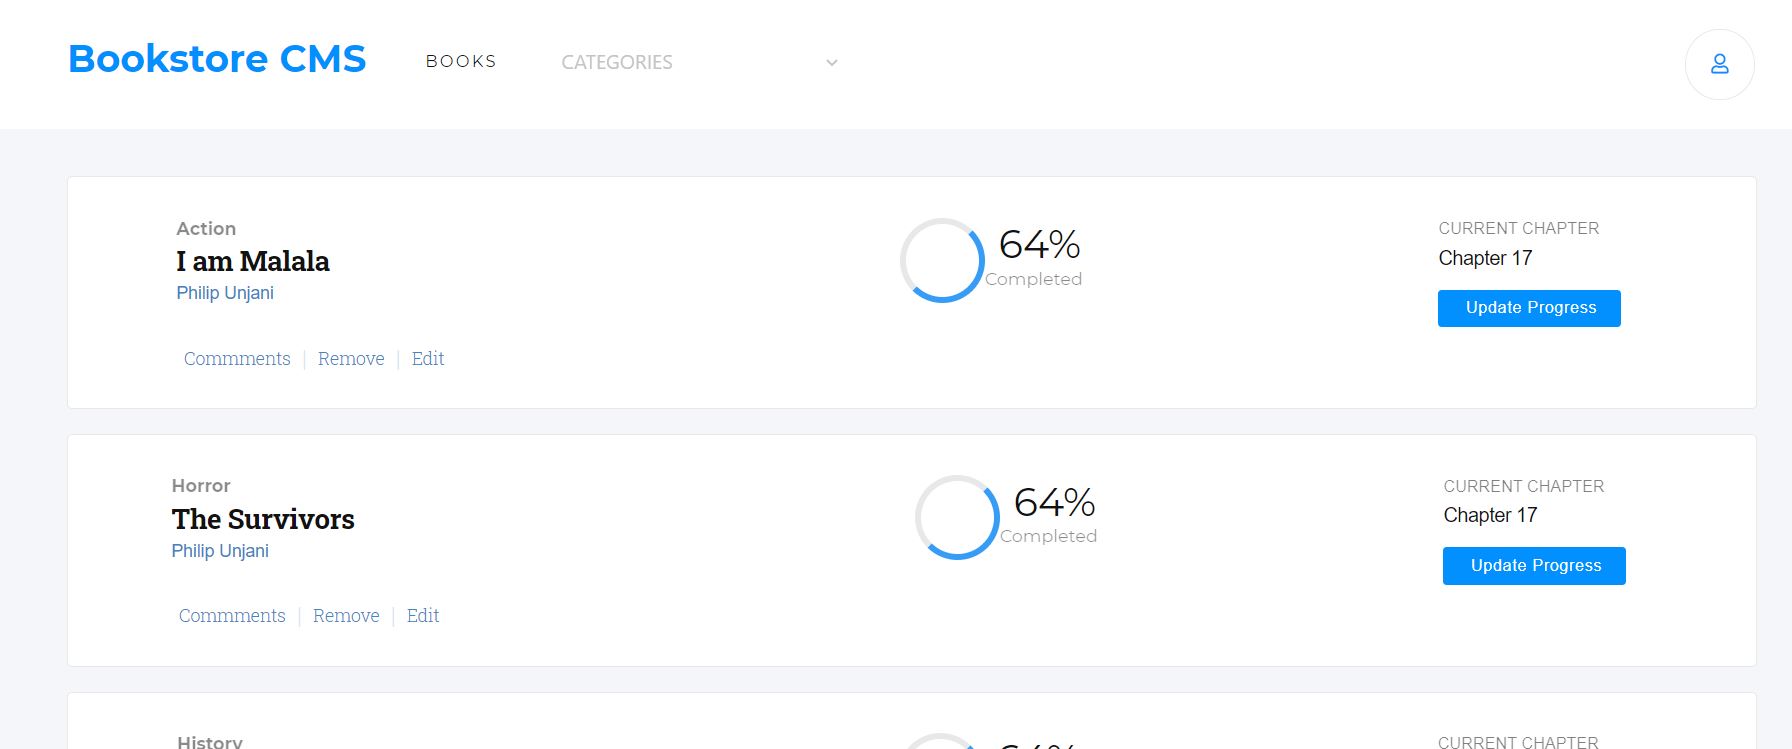 Bookstore CMS BOOKS CATEGORIES
Action
I am Malala
Philip Unjani
Commments | Remove | Edit
64%
Completed
CURRENT CHAPTER
Chapter 17
Update Progress
Horror
The Survivors
Philip Unjani
Commments | Remove | Edit
64%
Completed
CURRENT CHAPTER
Chapter 17
Update Progress
History
64%
CURRENT CHAPTER